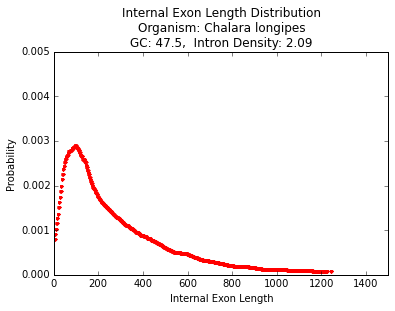 Internal Exon Length Distribution
Organism: Chalara longipes
GC: 47.5,  Intron Density: 2.09
0.005
0.004
0.003
0.002
0.001
0.000
Probability
0 200 400 600 800 1000 1200 1400
Internal Exon Length